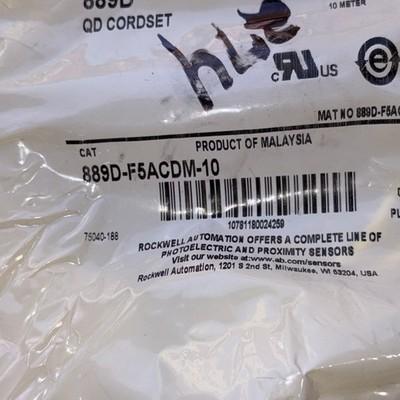 889D
10 METER
QD CORDSET
hue
c RU US
e
MAT NO 889D-F5AC
PRODUCT OF MALAYSIA
CAT
889D-F5ACDM-10
10781180024259
75040-188
ROCKWELL AUTOMATION OFFERS A COMPLETE LINE OF
PHOTOELECTRIC AND PROXIMITY SENSORS
Visit our website at:www.ab.com/sensors
Rockwell Automation, 1201 S 2nd St, Milwaukee, WI 53204, USA